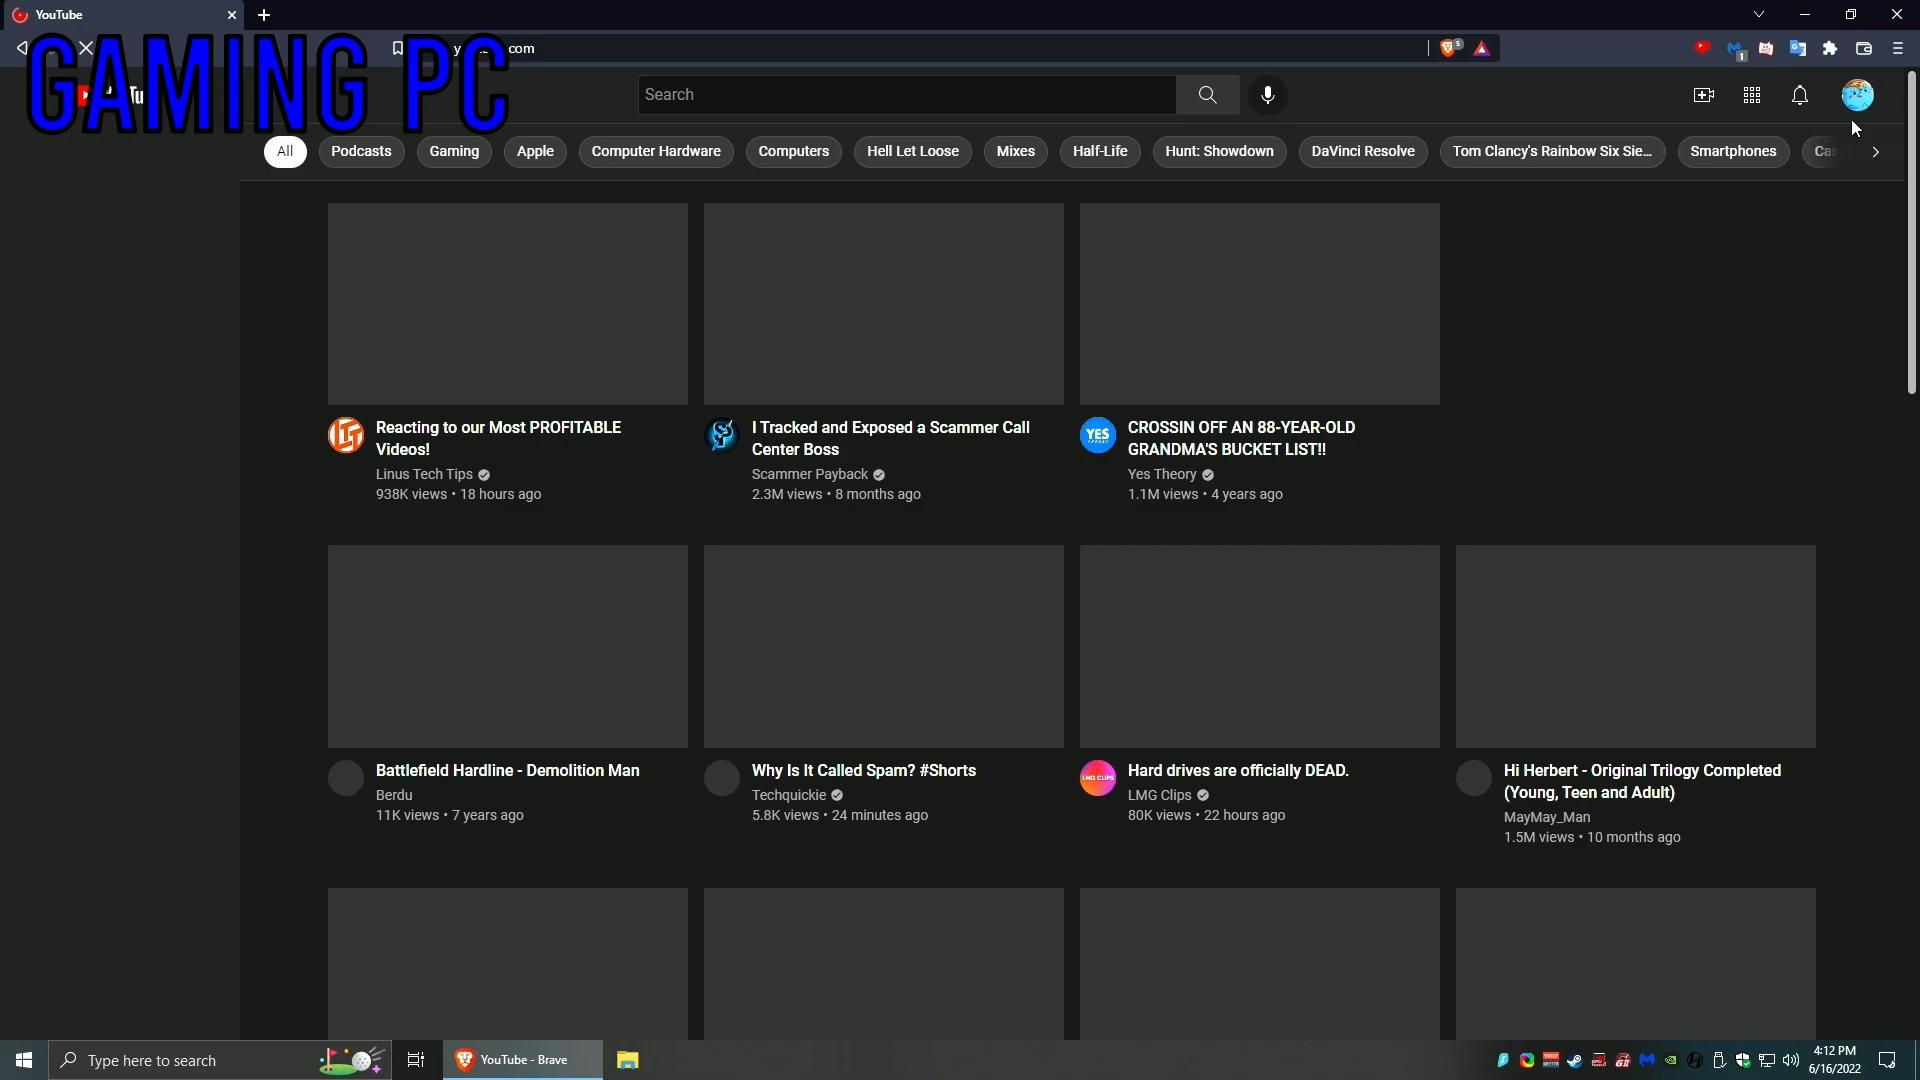 YouTube
GAMING PC
com
Search
All
Podcasts
Gaming
Apple
Computer Hardware
Computers
Hell Let Loose
Mixes
Half-Life
Hunt: Showdown
DaVinci Resolve
Tom Clancy's Rainbow Six Sie...
Smartphones
Reacting to our Most PROFITABLE
Videos!
Linus Tech Tips
938K views • 18 hours ago
I Tracked and Exposed a Scammer Call
Center Boss
Scammer Payback
2.3M views • 8 months ago
YES
CROSSIN OFF AN 88-YEAR-OLD
GRANDMA'S BUCKET LIST!!
Yes Theory
1.1M views • 4 years ago
Battlefield Hardline - Demolition Man
Berdu
11K views • 7 years ago
Why Is It Called Spam? #Shorts
Techquickie
5.8K views • 24 minutes ago
LMG CLIPS
Hard drives are officially DEAD.
LMG Clips
80K views • 22 hours ago
Hi Herbert - Original Trilogy Completed
(Young, Teen and Adult)
MayMay_Man
1.5M views • 10 months ago
Type here to search
YouTube - Brave
4:12 PM
6/16/2022